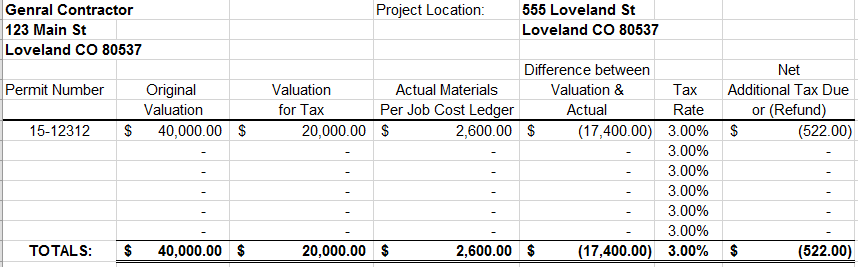 Genral Contractor Project Location: 555 Loveland St
123 Main St Loveland CO 80537
Loveland CO 80537
Difference between Net
Permit Number Original Valuation Actual Materials Valuation & Tax Additional Tax Due
Valuation for Tax Per Job Cost Ledger Actual Rate or (Refund)
15-12312 $ 40,000.00 $ 20,000.00 $ 2,600.00 $ (17,400.00) 3.00% $ (522.00)
- - - - 3.00% -
- - - - 3.00% -
- - - - 3.00% -
- - - - 3.00% -
- - - - 3.00% -
TOTALS: $ 40,000.00 $ 20,000.00 $ 2,600.00 $ (17,400.00) 3.00% $ (522.00)